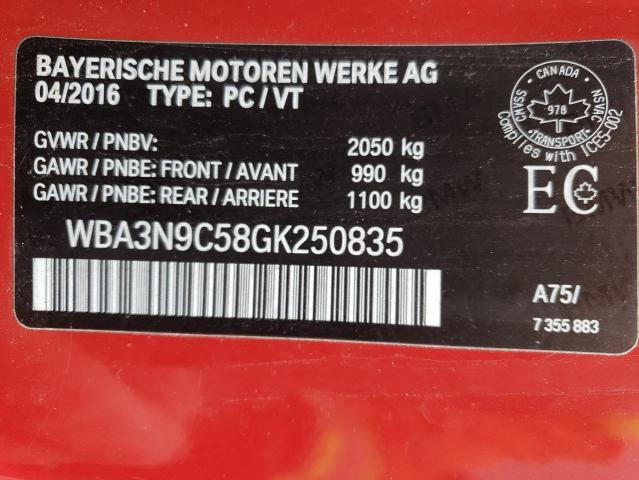 BAYERISCHE MOTOREN WERKE AG
04/2016 TYPE: PC / VT
GVWR / PNBV: 2050 kg
GAWR / PNBE: FRONT / AVANT 990 kg
GAWR / PNBE: REAR / ARRIERE 1100 kg
WBA3N9C58GK250835
CANADA
CMVSS
NSVAC
978
TRANSPORT
Complies with ICES-002
EC
A75/
7 355 883